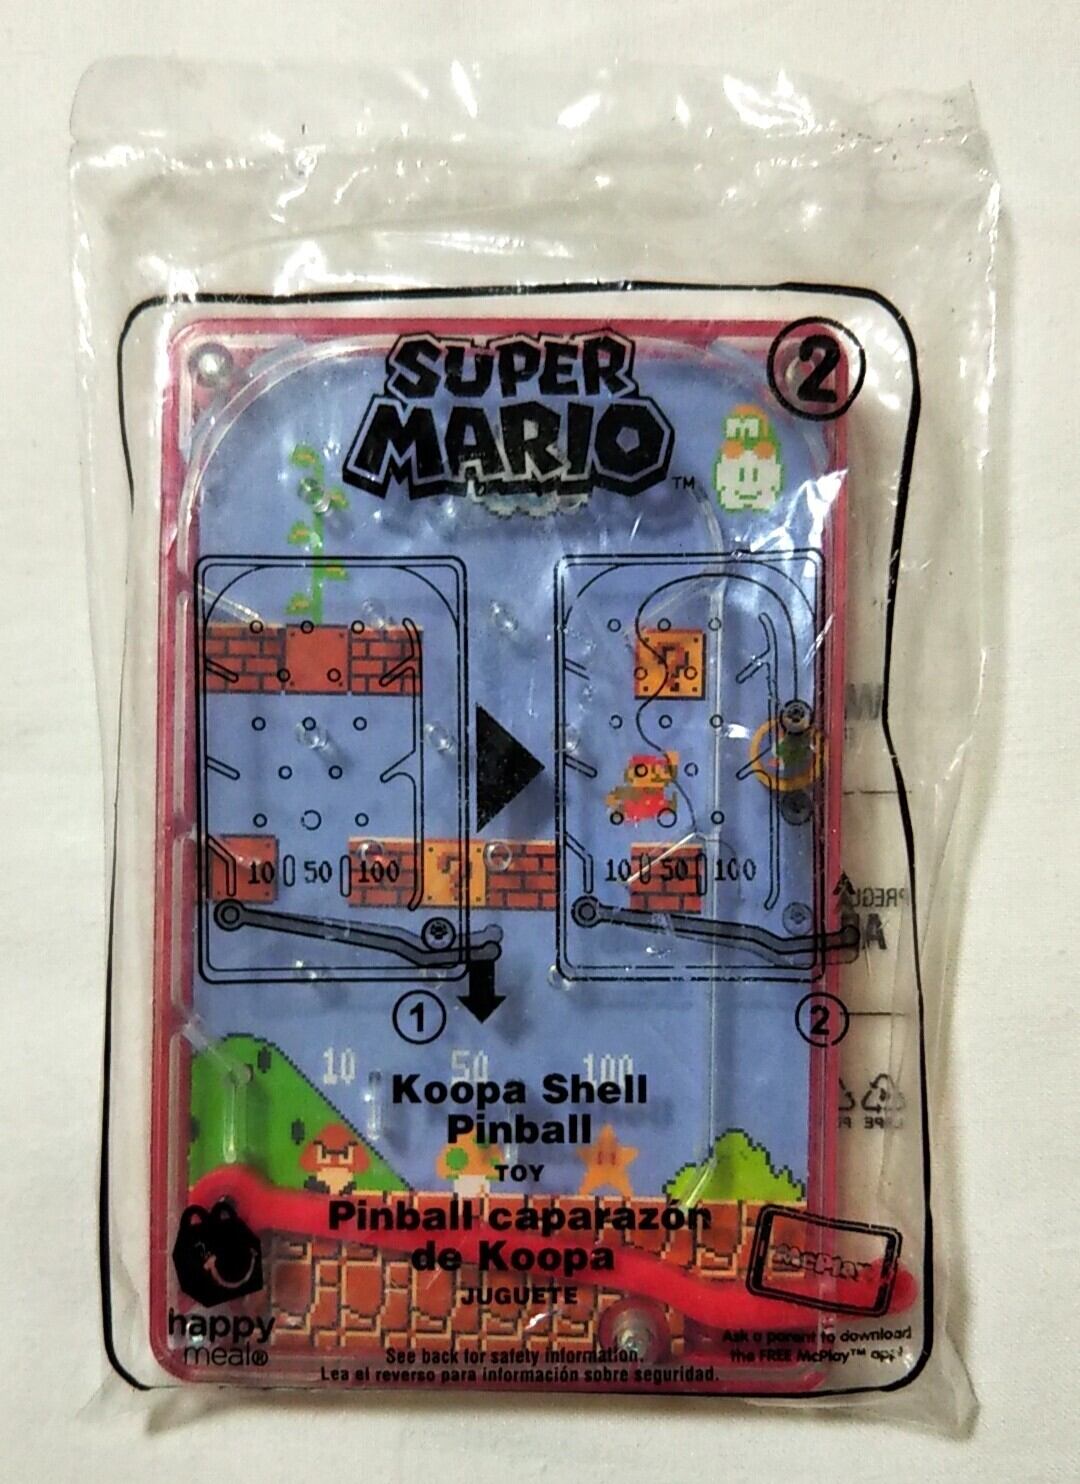 SUPER
MARIO™
2
10 50 100
10 50 100
1
2
10 50 100
Koopa Shell
Pinball
TOY
Pinball caparazón
de Koopa
JUGUETE
happy
meal®
McPlay
Ask a parent to download
the FREE McPlay™ app!
See back for safety information.
Lea el reverso para información sobre seguridad.